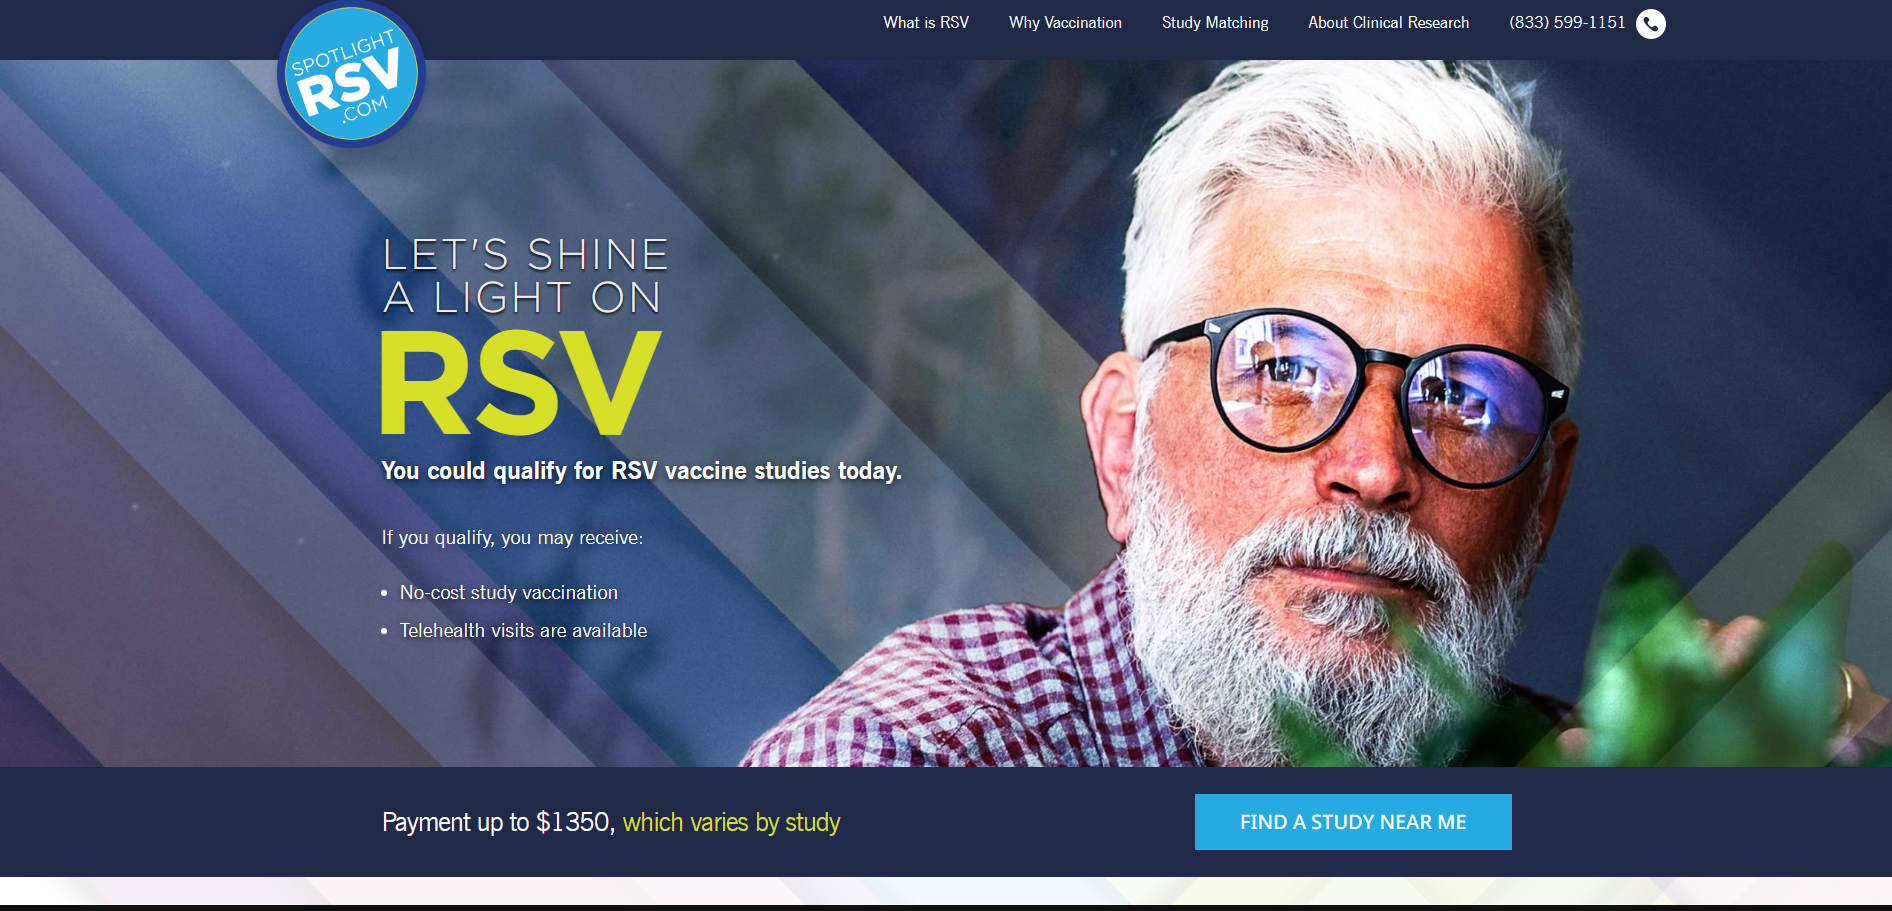 SPOTLIGHT
RSV
.COM
What is RSV
Why Vaccination
Study Matching
About Clinical Research
(833) 599-1151
LET'S SHINE
A LIGHT ON
RSV
You could qualify for RSV vaccine studies today.
If you qualify, you may receive:
• No-cost study vaccination
• Telehealth visits are available
Payment up to $1350, which varies by study
FIND A STUDY NEAR ME